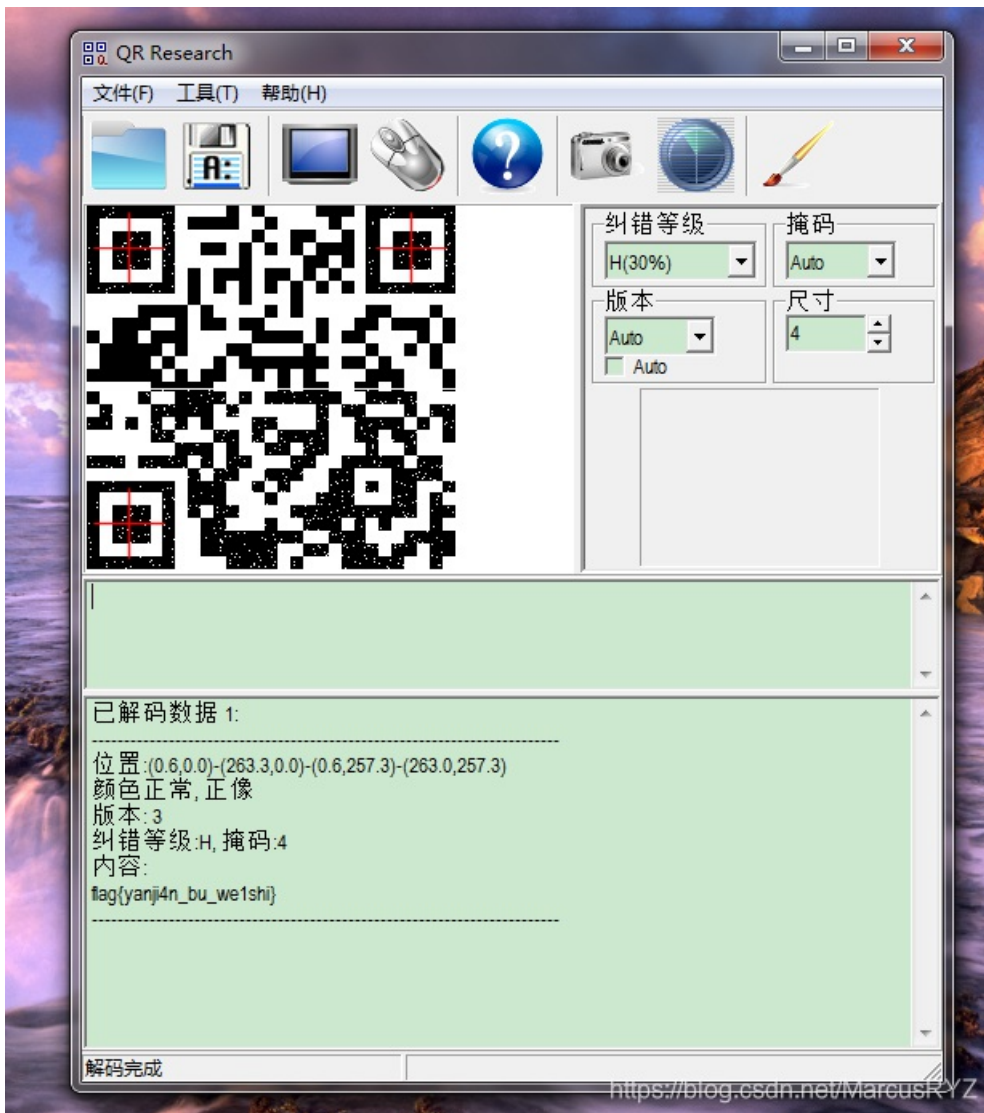 QR Research
文件(F) 工具(T) 帮助(H)
A:
纠错等级
掩码
H(30%)
Auto
版本
尺寸
Auto
4
Auto
已解码数据 1:
---------------------------------------------------------------------------
位置:(0.6,0.0)-(263.3,0.0)-(0.6,257.3)-(263.0,257.3)
颜色正常, 正像
版本: 3
纠错等级:H, 掩码:4
内容:
flag{yanji4n_bu_we1shi}
---------------------------------------------------------------------------
解码完成
https://blog.csdn.net/MarcusRYZ